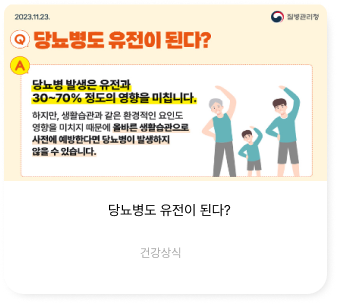 2023.11.23.
질병관리청
Q 당뇨병도 유전이 된다?
A
당뇨병 발생은 유전과
30~70% 정도의 영향을 미칩니다.
하지만, 생활습관과 같은 환경적인 요인도
영향을 미치지 때문에 올바른 생활습관으로
사전에 예방한다면 당뇨병이 발생하지
않을 수 있습니다.
당뇨병도 유전이 된다?
건강상식